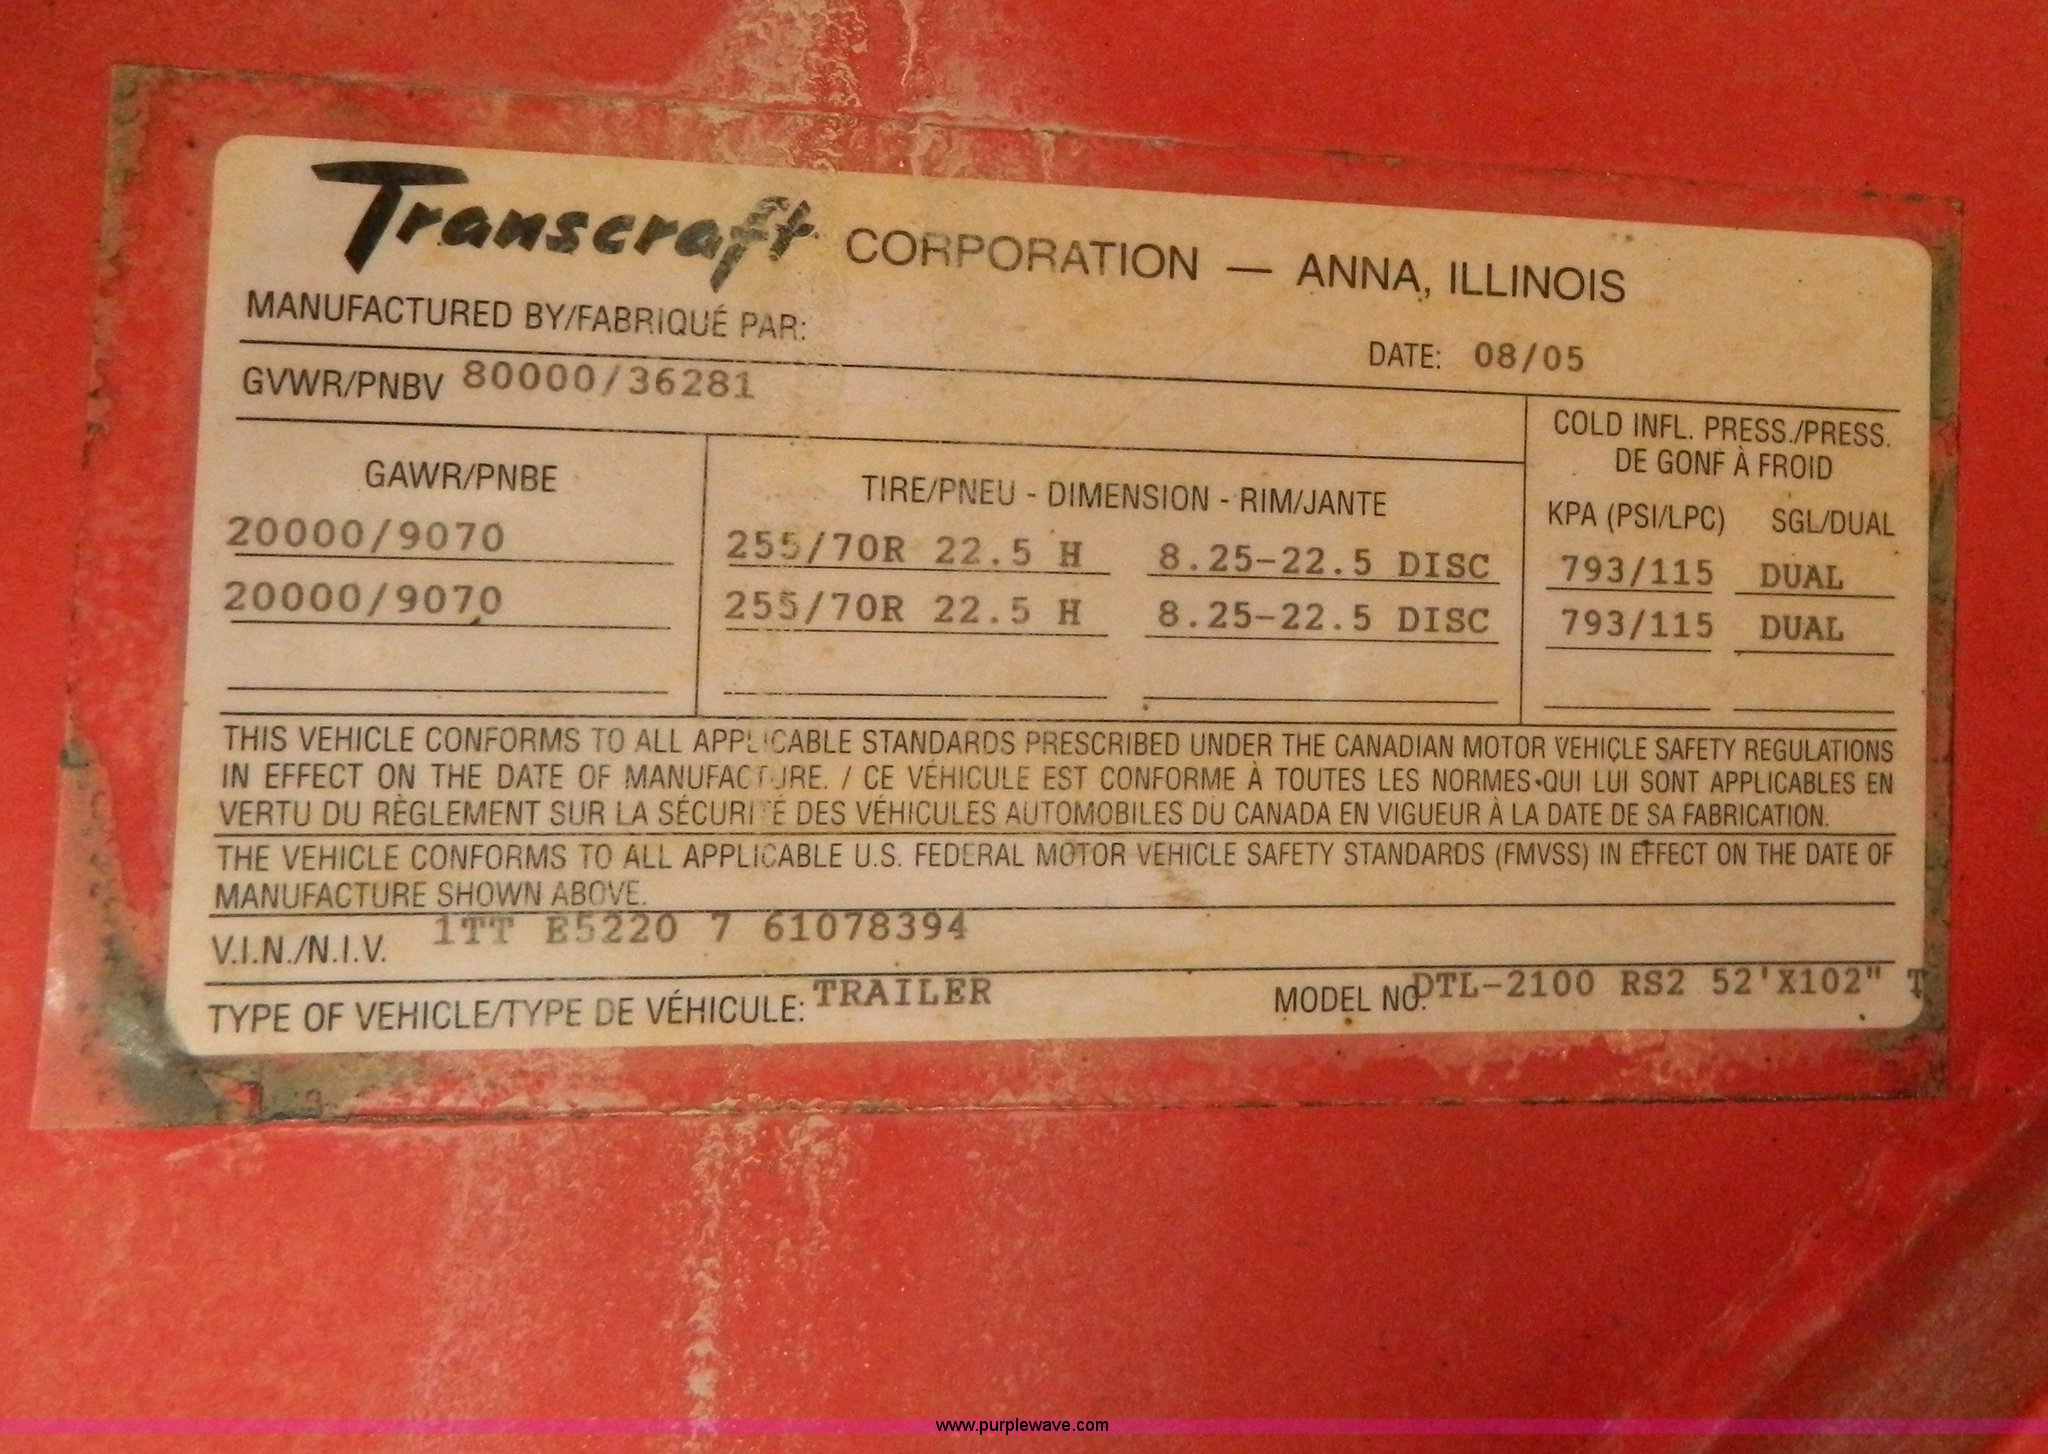 Transcraft CORPORATION — ANNA, ILLINOIS
MANUFACTURED BY/FABRIQUÉ PAR:
DATE: 08/05
GVWR/PNBV 80000/36281
COLD INFL. PRESS./PRESS.
DE GONF À FROID
GAWR/PNBE TIRE/PNEU - DIMENSION - RIM/JANTE KPA (PSI/LPC) SGL/DUAL
20000/9070 255/70R 22.5 H 8.25-22.5 DISC 793/115 DUAL
20000/9070 255/70R 22.5 H 8.25-22.5 DISC 793/115 DUAL
THIS VEHICLE CONFORMS TO ALL APPLICABLE STANDARDS PRESCRIBED UNDER THE CANADIAN MOTOR VEHICLE SAFETY REGULATIONS
IN EFFECT ON THE DATE OF MANUFACTURE. / CE VÉHICULE EST CONFORME À TOUTES LES NORMES QUI LUI SONT APPLICABLES EN
VERTU DU RÈGLEMENT SUR LA SÉCURITÉ DES VÉHICULES AUTOMOBILES DU CANADA EN VIGUEUR À LA DATE DE SA FABRICATION.
THE VEHICLE CONFORMS TO ALL APPLICABLE U.S. FEDERAL MOTOR VEHICLE SAFETY STANDARDS (FMVSS) IN EFFECT ON THE DATE OF
MANUFACTURE SHOWN ABOVE.
V.I.N./N.I.V. 1TT E5220 7 61078394
TYPE OF VEHICLE/TYPE DE VÉHICULE: TRAILER MODEL NO. DTL-2100 RS2 52'X102" T
www.purplewave.com